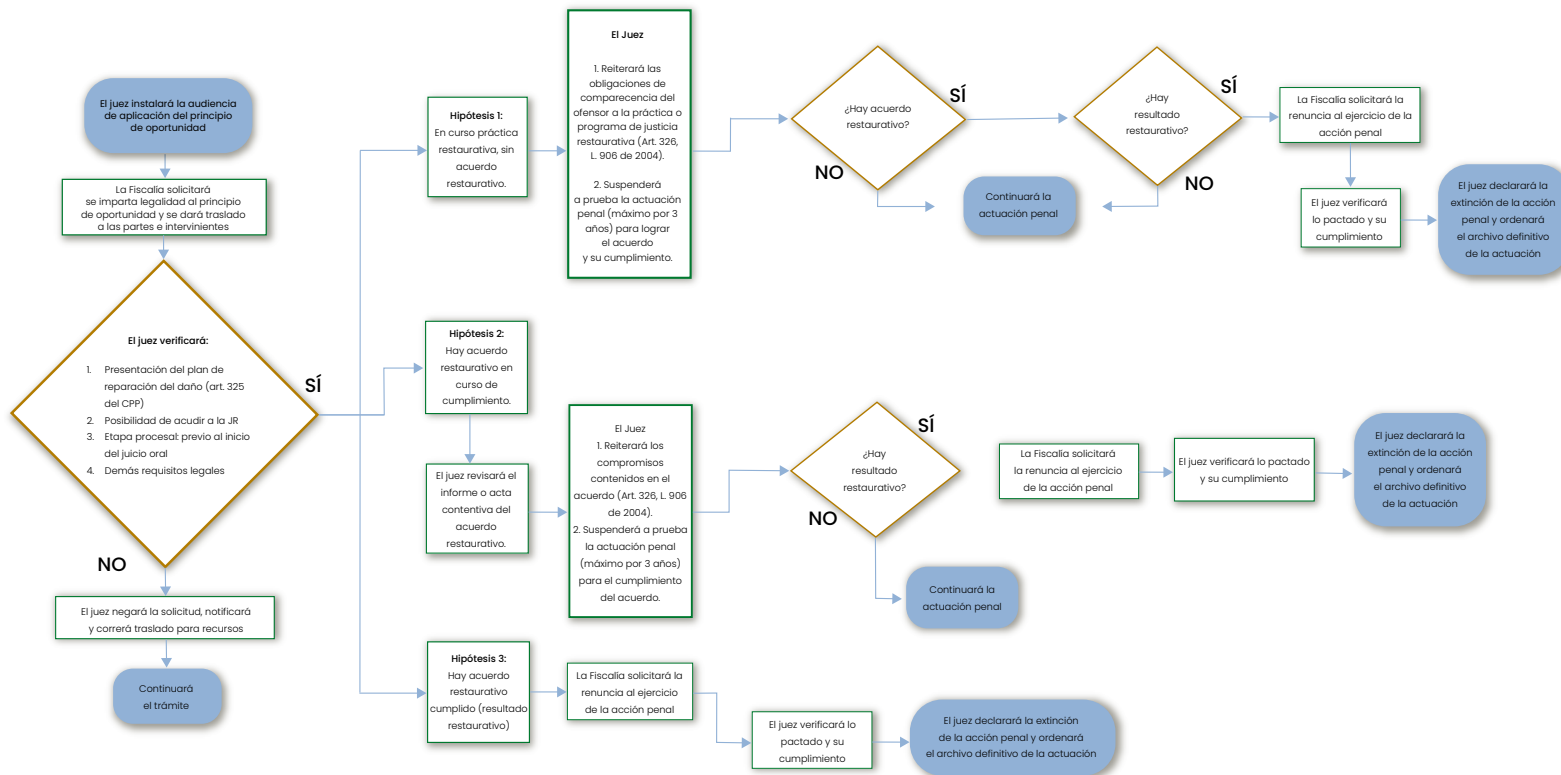 El juez instalará la audiencia
de aplicación del principio
de oportunidad
La Fiscalía solicitará
se imparta legalidad al principio
de oportunidad y se dará traslado
a las partes e intervinientes
El juez verificará:
1. Presentación del plan de
reparación del daño (art. 325
del CPP)
2. Posibilidad de acudir a la JR
3. Etapa procesal: previo al inicio
del juicio oral
4. Demás requisitos legales
SÍ
NO
El juez negará la solicitud, notificará
y correrá traslado para recursos
Continuará
el trámite
Hipótesis 1:
En curso práctica
restaurativa, sin
acuerdo
restaurativo.
El Juez
1. Reiterará las
obligaciones de
comparecencia del
ofensor a la práctica o
programa de justicia
restaurativa (Art. 326,
L. 906 de 2004).
2. Suspenderá
a prueba la actuación
penal (máximo por 3
años) para lograr
el acuerdo
y su cumplimiento.
¿Hay acuerdo
restaurativo?
SÍ
NO
Continuará la
actuación penal
¿Hay
resultado
restaurativo?
SÍ
NO
La Fiscalía solicitará la
renuncia al ejercicio de la
acción penal
El juez verificará
lo pactado y su
cumplimiento
El juez declarará la
extinción de la acción
penal y ordenará
el archivo definitivo
de la actuación
Hipótesis 2:
Hay acuerdo
restaurativo en
curso de
cumplimiento.
El juez revisará el
informe o acta
contentiva del
acuerdo
restaurativo.
El Juez
1. Reiterará los
compromisos
contenidos en el
acuerdo (Art. 326, L. 906
de 2004).
2. Suspenderá a prueba
la actuación penal
(máximo por 3 años)
para el cumplimiento
del acuerdo.
¿Hay
resultado
restaurativo?
SÍ
NO
Continuará la
actuación penal
La Fiscalía solicitará
la renuncia al ejercicio
de la acción penal
El juez verificará lo pactado
y su cumplimiento
El juez declarará la
extinción de la acción
penal y ordenará
el archivo definitivo
de la actuación
Hipótesis 3:
Hay acuerdo
restaurativo
cumplido (resultado
restaurativo)
La Fiscalía solicitará la
renuncia al ejercicio
de la acción penal
El juez verificará lo
pactado y su
cumplimiento
El juez declarará la extinción
de la acción penal y ordenará
el archivo definitivo de la actuación